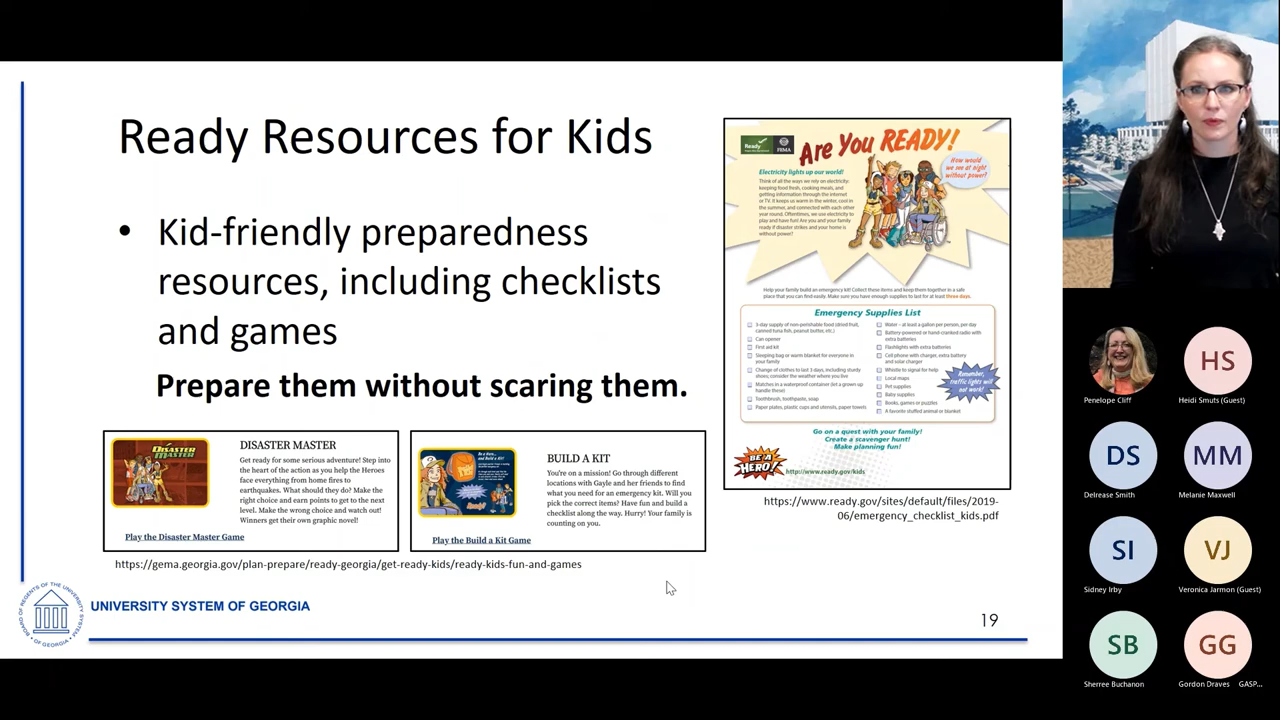 Ready Resources for Kids
• Kid-friendly preparedness
resources, including checklists
and games
Prepare them without scaring them.
DISASTER MASTER
Get ready for some serious adventure! Step into
the heart of the action as you help the Heroes
face everything from home fires to
earthquakes. What should they do? Make the
right choice and earn points to get to the next
level. Make the wrong choice and watch out!
Winners get their own graphic novel!
Play the Disaster Master Game
BUILD A KIT
You're on a mission! Go through different
locations with Gayle and her friends to find
what you need for an emergency kit. Will you
pick the correct items? Have fun and build a
checklist along the way. Hurry! Your family is
counting on you.
Play the Build a Kit Game
https://gema.georgia.gov/plan-prepare/ready-georgia/get-ready-kids/ready-kids-fun-and-games
Ready
FEMA
Are You READY!
How would
we see at night
without power?
Electricity lights up our world!
Think of all the ways we rely on electricity:
keeping food fresh, cooking meals, and
getting information through the internet
or TV. It keeps us warm in the winter, cool in
the summer, and connected with each other
year round. Oftentimes, we use electricity to
play and have fun! Are you and your family
ready if disaster strikes and your home is
without power?
Help your family build an emergency kit! Collect these items and keep them together in a safe
place that you can find easily. Make sure you have enough supplies to last for at least three days.
Emergency Supplies List
3-day supply of non-perishable food (dried fruit,
canned tuna fish, peanut butter, etc.)
Can opener
First aid kit
Sleeping bag or warm blanket for everyone in
your family
Change of clothes to last 3 days, including sturdy
shoes; consider the weather where you live
Matches in a waterproof container (let a grown up
handle these)
Toothbrush, toothpaste, soap
Paper plates, plastic cups and utensils, paper towels
Water – at least a gallon per person, per day
Battery-powered or hand-cranked radio with
extra batteries
Flashlights with extra batteries
Cell phone with charger, extra battery
and solar charger
Whistle to signal for help
Local maps
Pet supplies
Baby supplies
Books, games or puzzles
A favorite stuffed animal or blanket
Remember,
traffic lights will
not work!
Go on a quest with your family!
Create a scavenger hunt!
Make planning fun!
BE A
HERO!
http://www.ready.gov/kids
https://www.ready.gov/sites/default/files/2019-
06/emergency_checklist_kids.pdf
BOARD OF REGENTS OF THE UNIVERSITY SYSTEM OF GEORGIA
UNIVERSITY SYSTEM OF GEORGIA
19
Penelope Cliff
HS
Heidi Smuts (Guest)
DS
Delrease Smith
MM
Melanie Maxwell
SI
Sidney Irby
VJ
Veronica Jarmon (Guest)
SB
Sherree Buchanon
GG
Gordon Draves GASP...